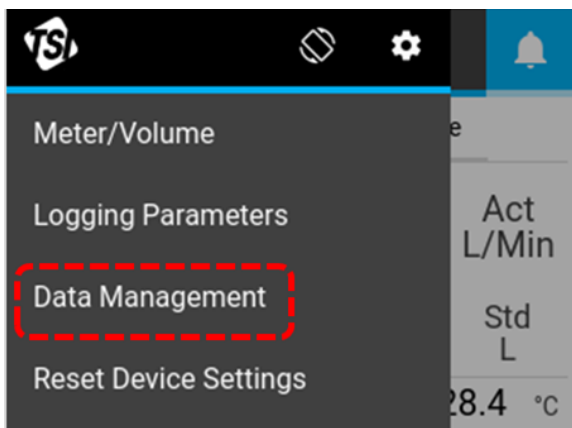 TSI
Meter/Volume
e
Logging Parameters
Act
L/Min
Data Management
Std
L
Reset Device Settings
28.4 °C